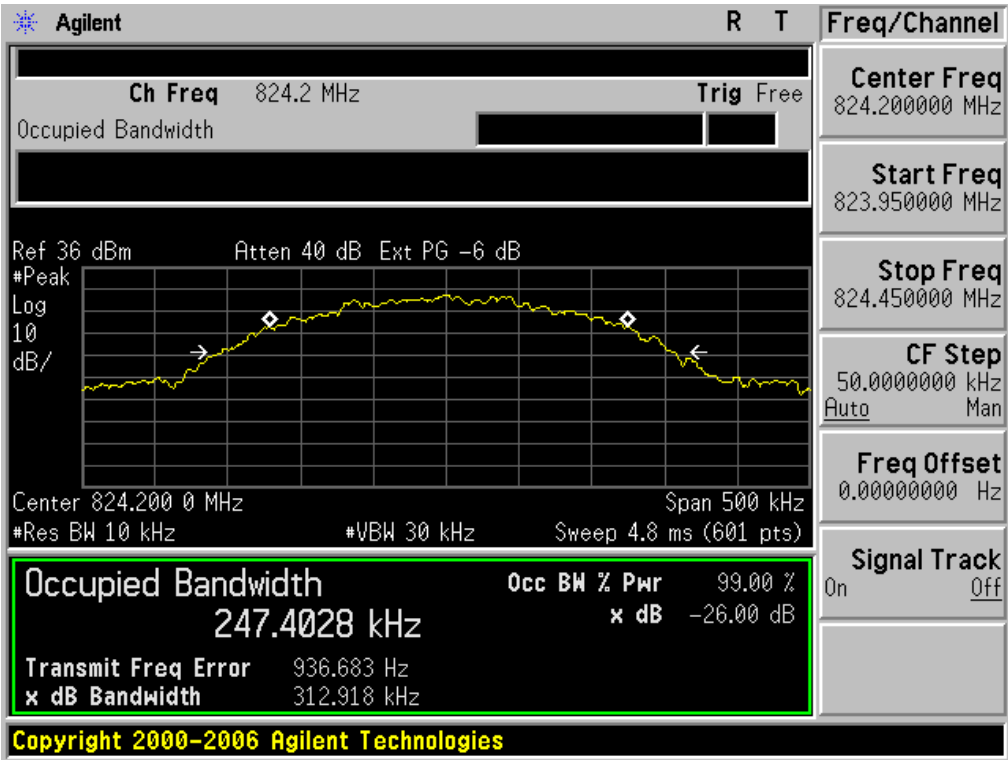 Agilent R T
Ch Freq 824.2 MHz Trig Free
Occupied Bandwidth
Ref 36 dBm Atten 40 dB Ext PG -6 dB
#Peak
Log
10
dB/
Center 824.200 0 MHz Span 500 kHz
#Res BW 10 kHz #VBW 30 kHz Sweep 4.8 ms (601 pts)
Occupied Bandwidth Occ BW % Pwr 99.00 %
247.4028 kHz x dB -26.00 dB
Transmit Freq Error 936.683 Hz
x dB Bandwidth 312.918 kHz
Copyright 2000-2006 Agilent Technologies
Freq/Channel
Center Freq
824.200000 MHz
Start Freq
823.950000 MHz
Stop Freq
824.450000 MHz
CF Step
50.0000000 kHz
Auto Man
Freq Offset
0.00000000 Hz
Signal Track
On Off